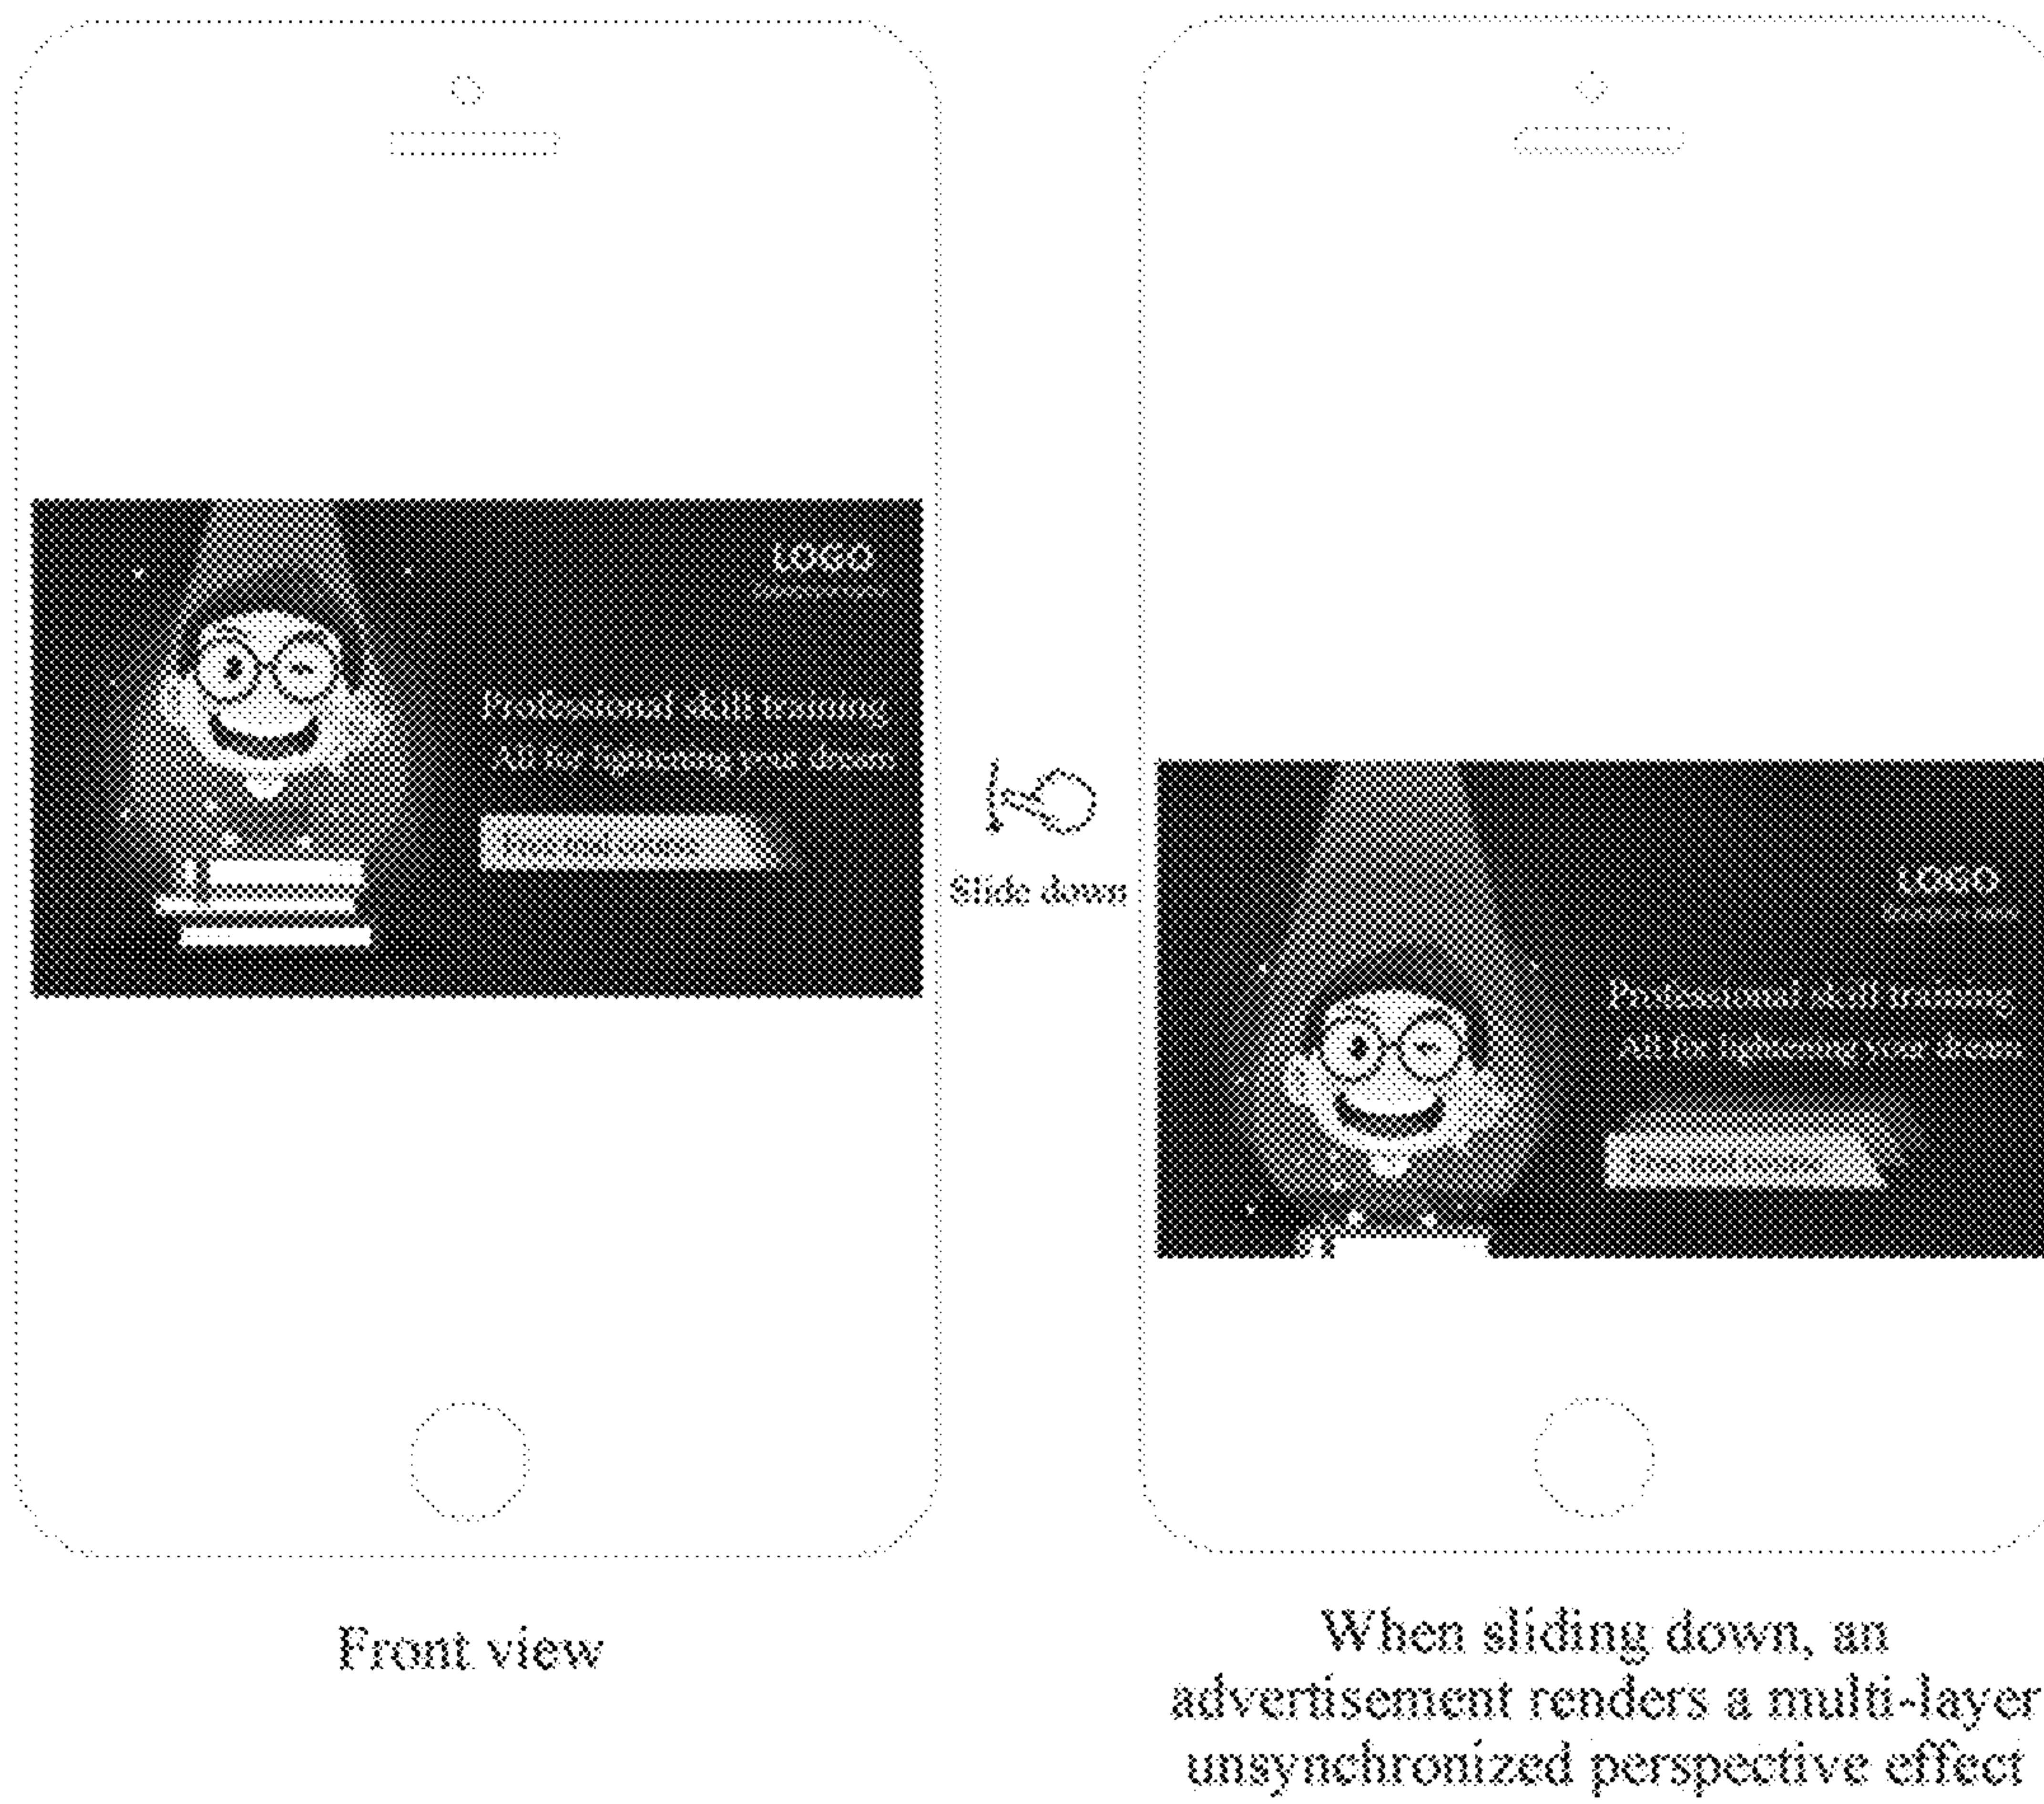 LOGO
Professional skill training
All for lightening your dream
Slide down
LOGO
Professional skill training
All for lightening your dream
Front view
When sliding down, an
advertisement renders a multi-layer
unsynchronized perspective effect